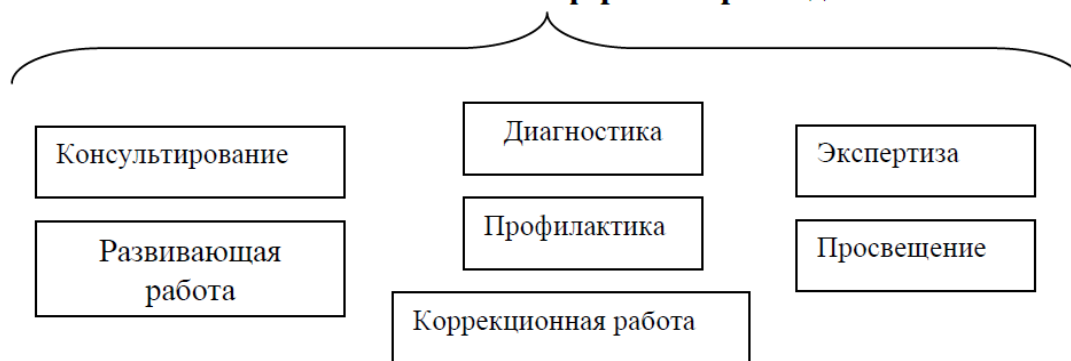 Консультирование
Диагностика
Экспертиза
Развивающая
работа
Профилактика
Просвещение
Коррекционная работа